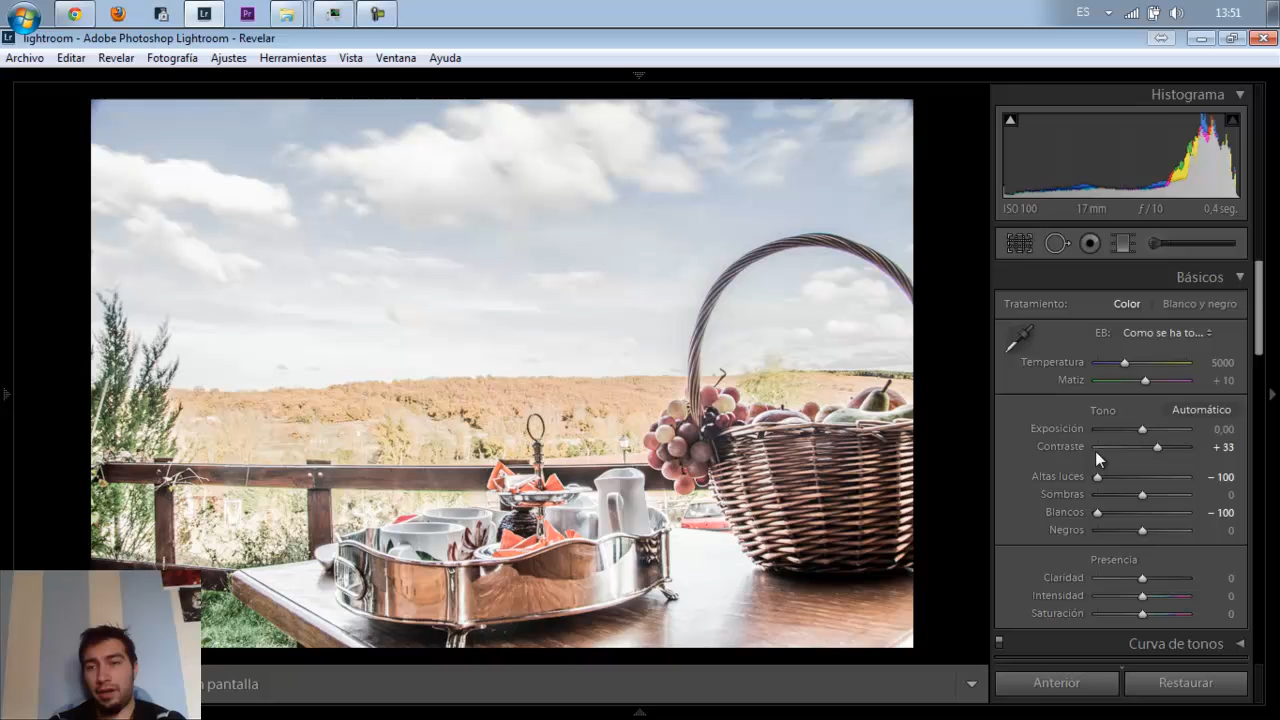 ES 13:51
lightroom - Adobe Photoshop Lightroom - Revelar
Archivo Editar Revelar Fotografía Ajustes Herramientas Vista Ventana Ayuda
Histograma
ISO 100 17 mm ƒ / 10 0,4 seg.
Básicos
Tratamiento: Color Blanco y negro
EB: Como se ha to...
Temperatura 5000
Matiz + 10
Tono Automático
Exposición 0,00
Contraste + 33
Altas luces − 100
Sombras 0
Blancos − 100
Negros 0
Presencia
Claridad 0
Intensidad 0
Saturación 0
Curva de tonos
n pantalla
Anterior Restaurar